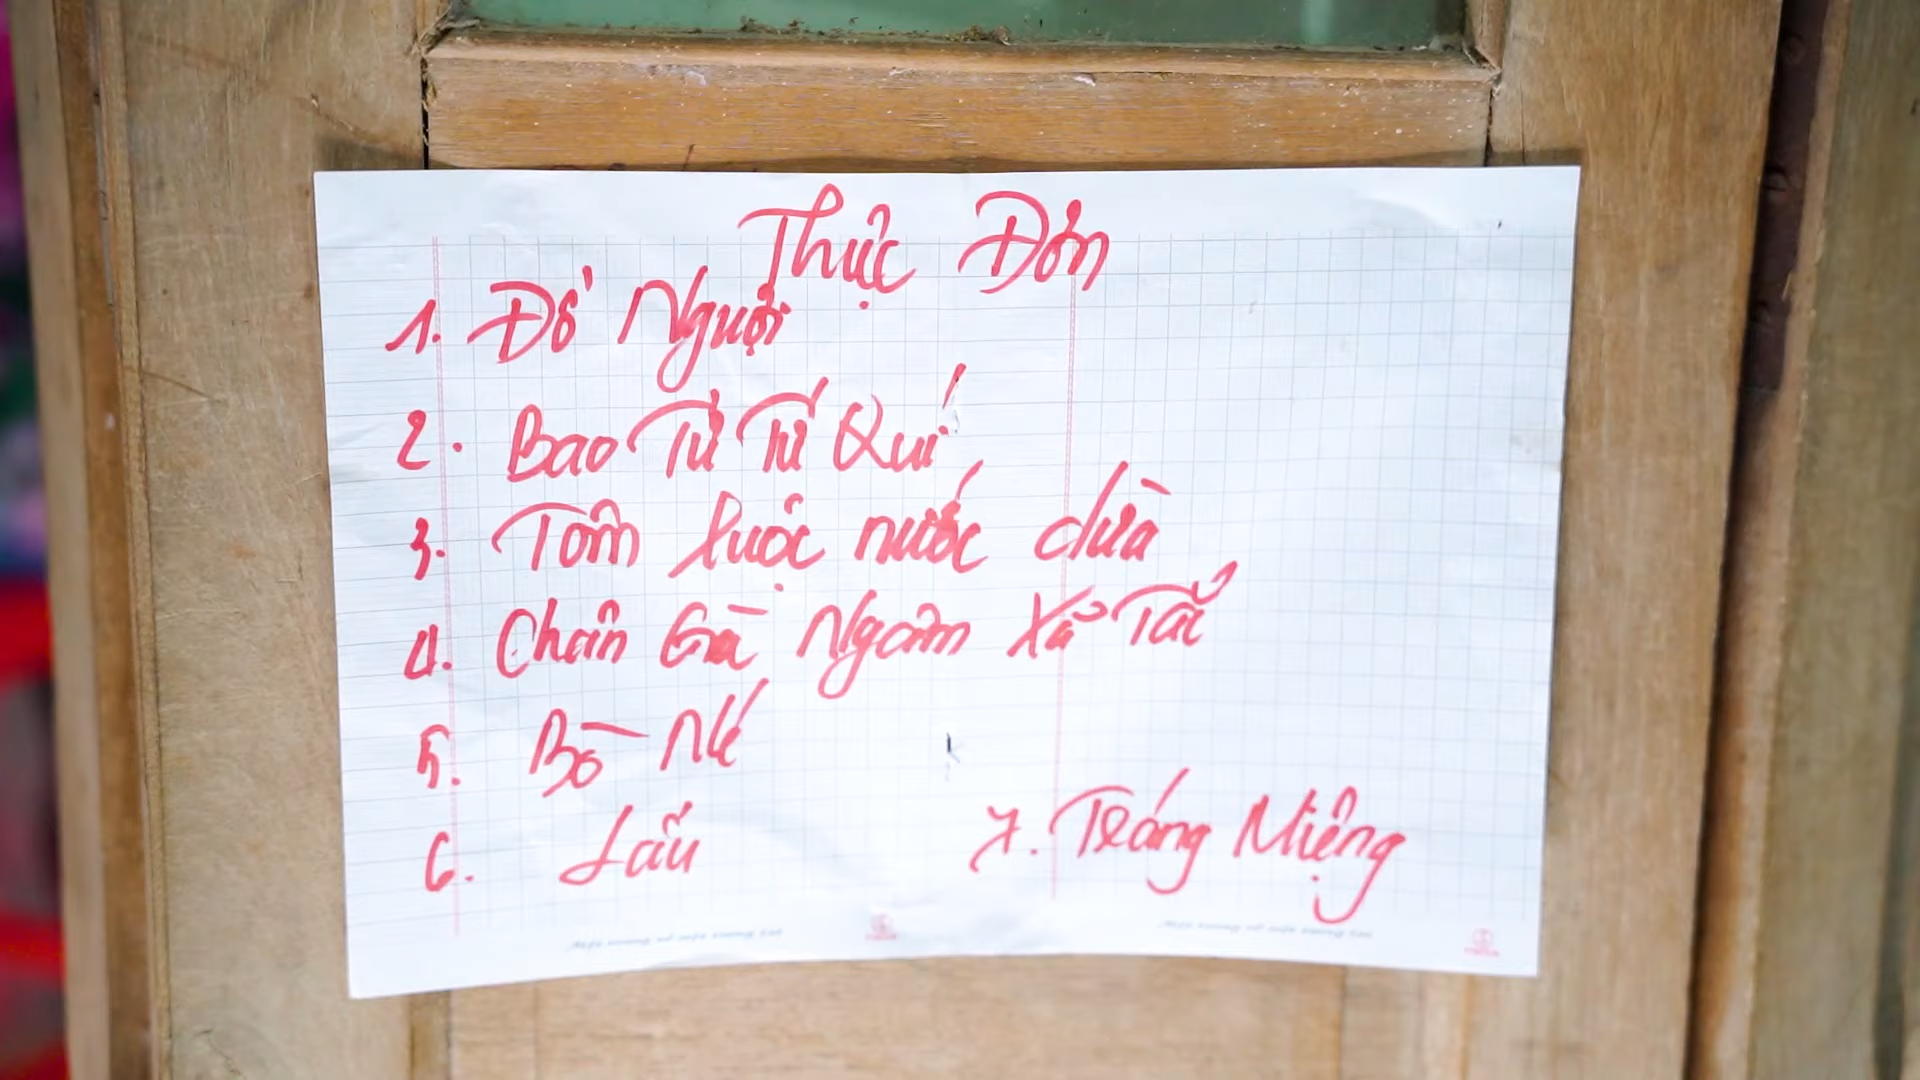 Thực Đơn
1. Đồ Nguội
2. Bao Tử Tứ Quí
3. Tôm luộc nước dừa
4. Chân Gà Ngâm Xả Tắc
5. Bò Né
6. Lẩu
7. Tráng Miệng